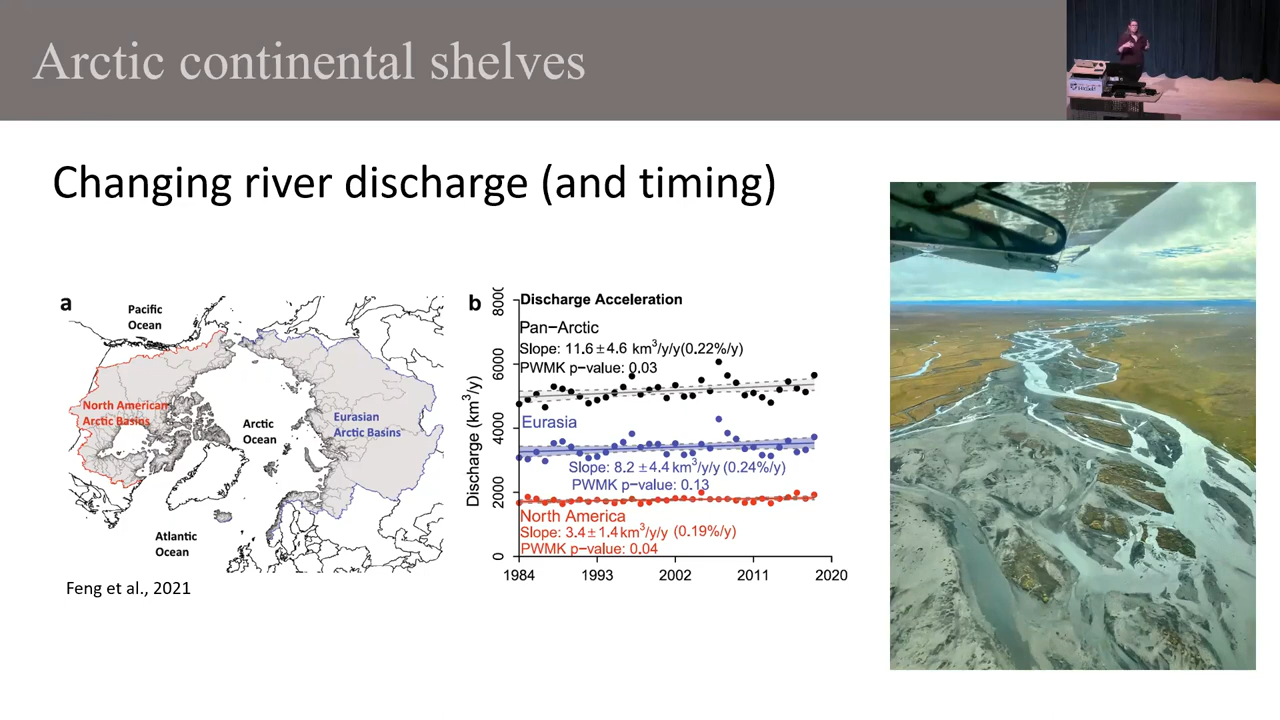 Arctic continental shelves
Changing river discharge (and timing)
a
Pacific
Ocean
North American
Arctic Basins
Arctic
Ocean
Eurasian
Arctic Basins
Atlantic
Ocean
Feng et al., 2021
b
Discharge Acceleration
Pan−Arctic
Slope: 11.6 ± 4.6 km³/y/y(0.22%/y)
PWMK p−value: 0.03
Eurasia
Slope: 8.2 ± 4.4 km³/y/y (0.24%/y)
PWMK p−value: 0.13
North America
Slope: 3.4 ± 1.4 km³/y/y (0.19%/y)
PWMK p−value: 0.04
Discharge (km³/y)
8000
6000
4000
2000
0
1984 1993 2002 2011 2020